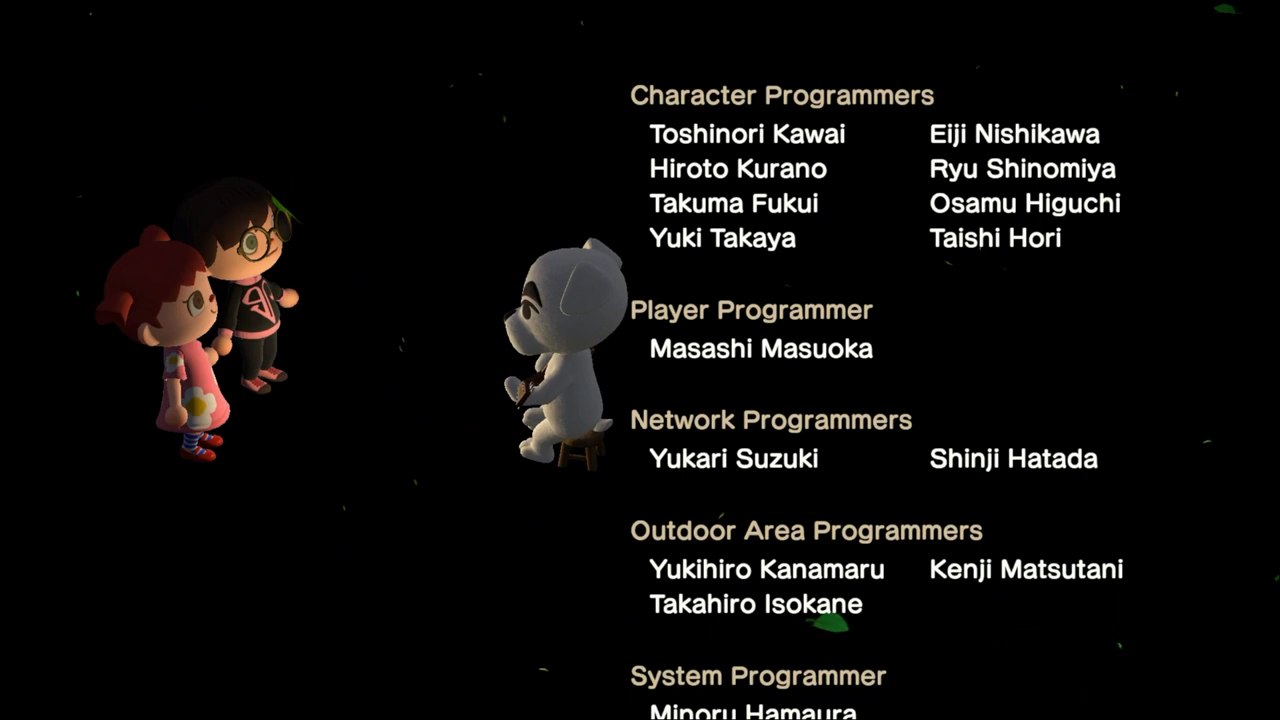 Character Programmers
Toshinori Kawai Eiji Nishikawa
Hiroto Kurano Ryu Shinomiya
Takuma Fukui Osamu Higuchi
Yuki Takaya Taishi Hori
Player Programmer
Masashi Masuoka
Network Programmers
Yukari Suzuki Shinji Hatada
Outdoor Area Programmers
Yukihiro Kanamaru Kenji Matsutani
Takahiro Isokane
System Programmer
Minoru Hamaura